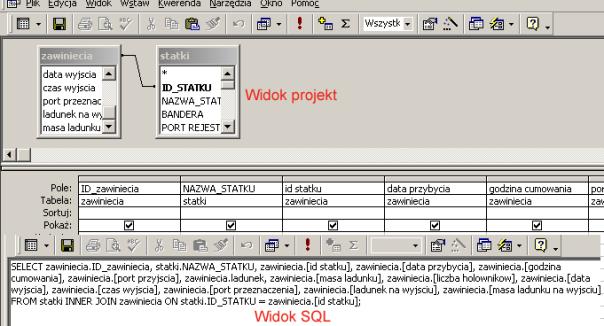 Plik Edycja Widok Wstaw Kwerenda Narzędzia Okno Pomoc
Wszystk
zawiniecia
data wyjscia
czas wyjscia
port przeznac
ladunek na wy
masa ladunku
statki
*
ID_STATKU
NAZWA_STAT
BANDERA
PORT REJEST
Widok projekt
Pole: ID_zawiniecia NAZWA_STATKU id statku data przybycia godzina cumowania por
Tabela: zawiniecia statki zawiniecia zawiniecia zawiniecia zaw
Sortuj:
Pokaż:
SELECT zawiniecia.ID_zawiniecia, statki.NAZWA_STATKU, zawiniecia.[id statku], zawiniecia.[data przybycia], zawiniecia.[godzina
cumowania], zawiniecia.[port przyjscia], zawiniecia.ladunek, zawiniecia.[masa ladunku], zawiniecia.[liczba holownikow], zawiniecia.[data
wyjscia], zawiniecia.[czas wyjscia], zawiniecia.[port przeznaczenia], zawiniecia.[ladunek na wyjsciu], zawiniecia.[masa ladunku na wyjsciu]
FROM statki INNER JOIN zawiniecia ON statki.ID_STATKU = zawiniecia.[id statku];
Widok SQL